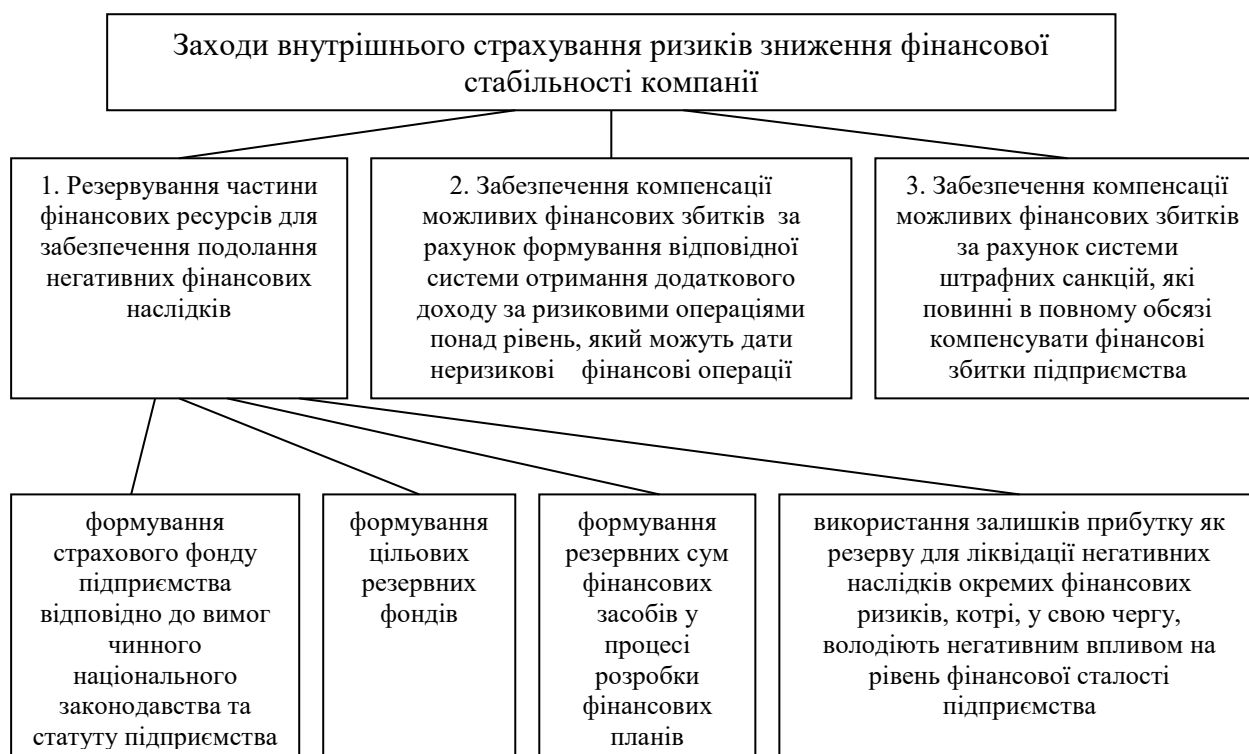 Заходи внутрішнього страхування ризиків зниження фінансової
стабільності компанії
1. Резервування частини
фінансових ресурсів для
забезпечення подолання
негативних фінансових
наслідків
2. Забезпечення компенсації
можливих фінансових збитків за
рахунок формування відповідної
системи отримання додаткового
доходу за ризиковими операціями
понад рівень, який можуть дати
неризикові фінансові операції
3. Забезпечення компенсації
можливих фінансових збитків
за рахунок системи
штрафних санкцій, які
повинні в повному обсязі
компенсувати фінансові
збитки підприємства
формування
страхового фонду
підприємства
відповідно до вимог
чинного
національного
законодавства та
статуту підприємства
формування
цільових
резервних
фондів
формування
резервних сум
фінансових
засобів у
процесі
розробки
фінансових
планів
використання залишків прибутку як
резерву для ліквідації негативних
наслідків окремих фінансових
ризиків, котрі, у свою чергу,
володіють негативним впливом на
рівень фінансової сталості
підприємства